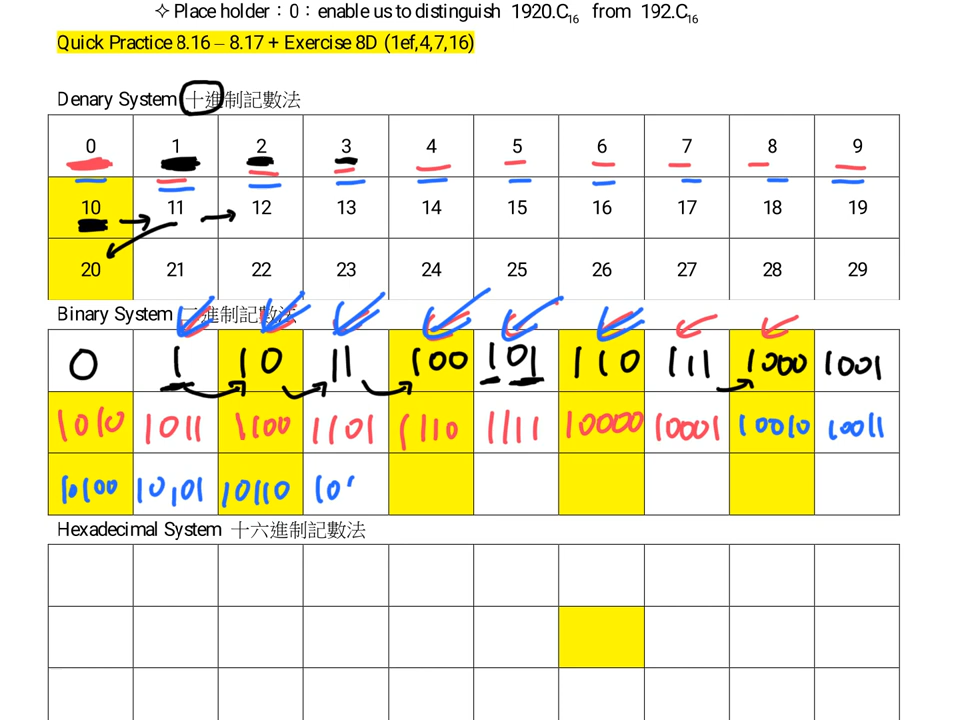 ✧ Place holder：0：enable us to distinguish 1920.C₁₆ from 192.C₁₆
Quick Practice 8.16 – 8.17 + Exercise 8D (1ef,4,7,16)
Denary System 十進制記數法
0 1 2 3 4 5 6 7 8 9
10 11 12 13 14 15 16 17 18 19
20 21 22 23 24 25 26 27 28 29
Binary System 二進制記數法
0 1 10 11 100 101 110 111 1000 1001
1010 1011 1100 1101 1110 1111 10000 10001 10010 10011
10100 10101 10110 10
Hexadecimal System 十六進制記數法